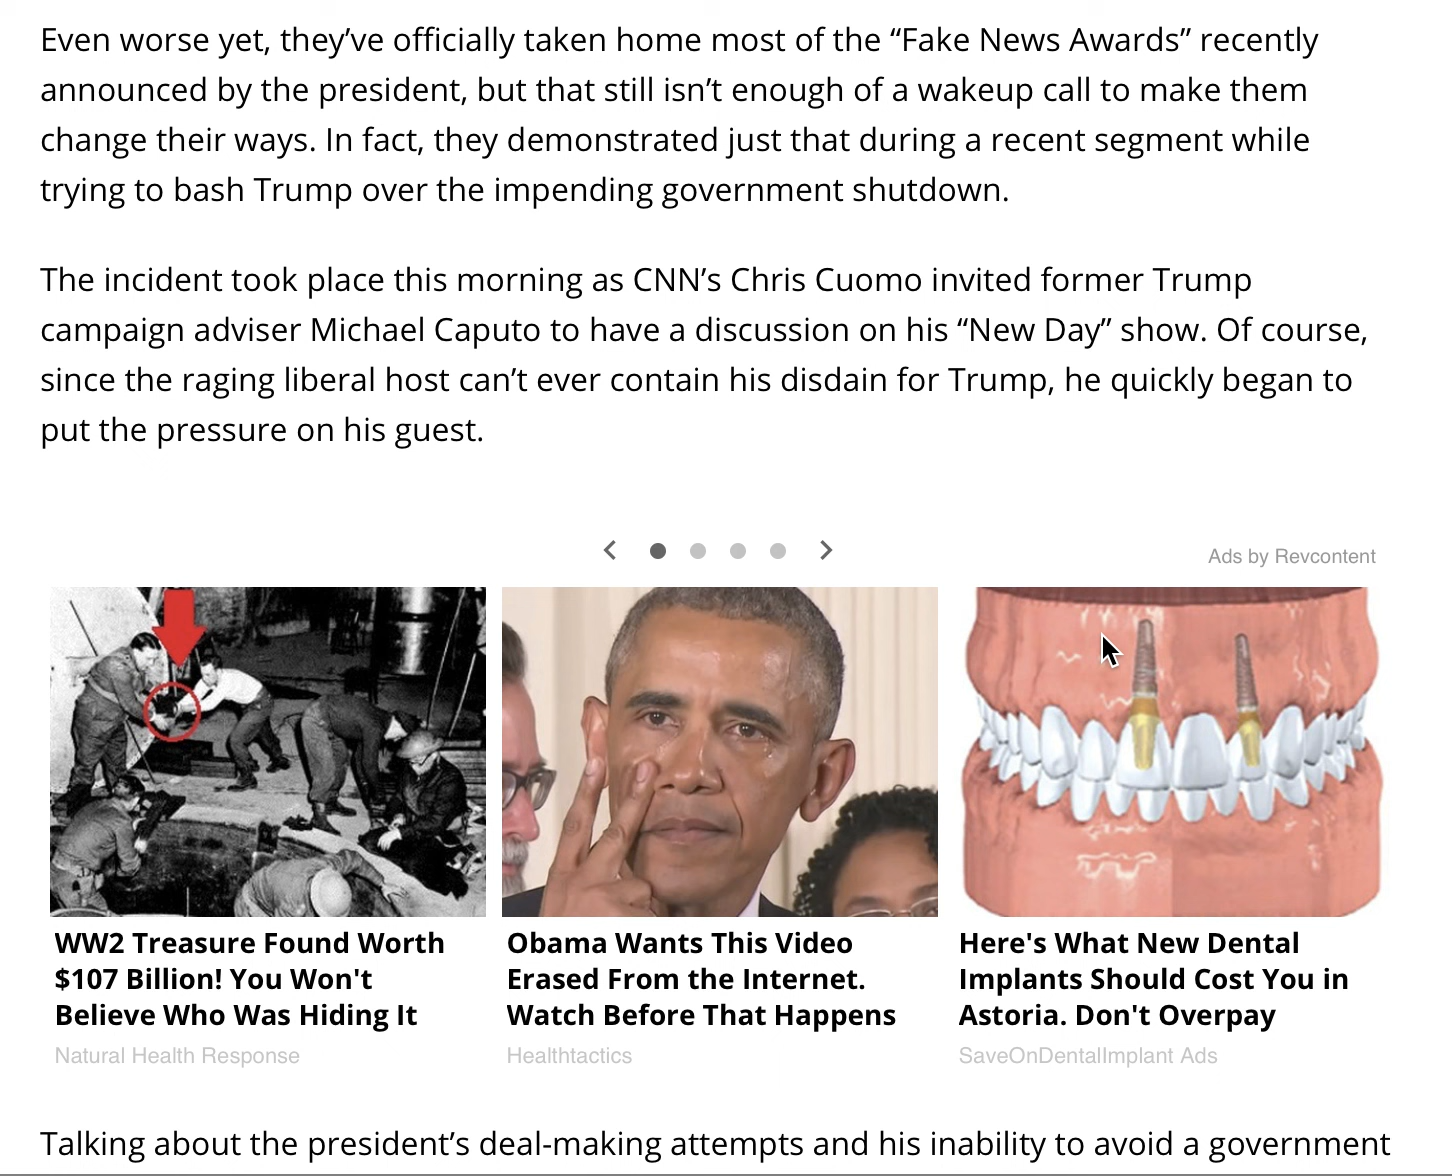 Even worse yet, they’ve officially taken home most of the “Fake News Awards” recently
announced by the president, but that still isn’t enough of a wakeup call to make them
change their ways. In fact, they demonstrated just that during a recent segment while
trying to bash Trump over the impending government shutdown.
The incident took place this morning as CNN’s Chris Cuomo invited former Trump
campaign adviser Michael Caputo to have a discussion on his “New Day” show. Of course,
since the raging liberal host can’t ever contain his disdain for Trump, he quickly began to
put the pressure on his guest.
Ads by Revcontent
WW2 Treasure Found Worth
$107 Billion! You Won't
Believe Who Was Hiding It
Natural Health Response
Obama Wants This Video
Erased From the Internet.
Watch Before That Happens
Healthtactics
Here's What New Dental
Implants Should Cost You in
Astoria. Don't Overpay
SaveOnDentalImplant Ads
Talking about the president’s deal-making attempts and his inability to avoid a government